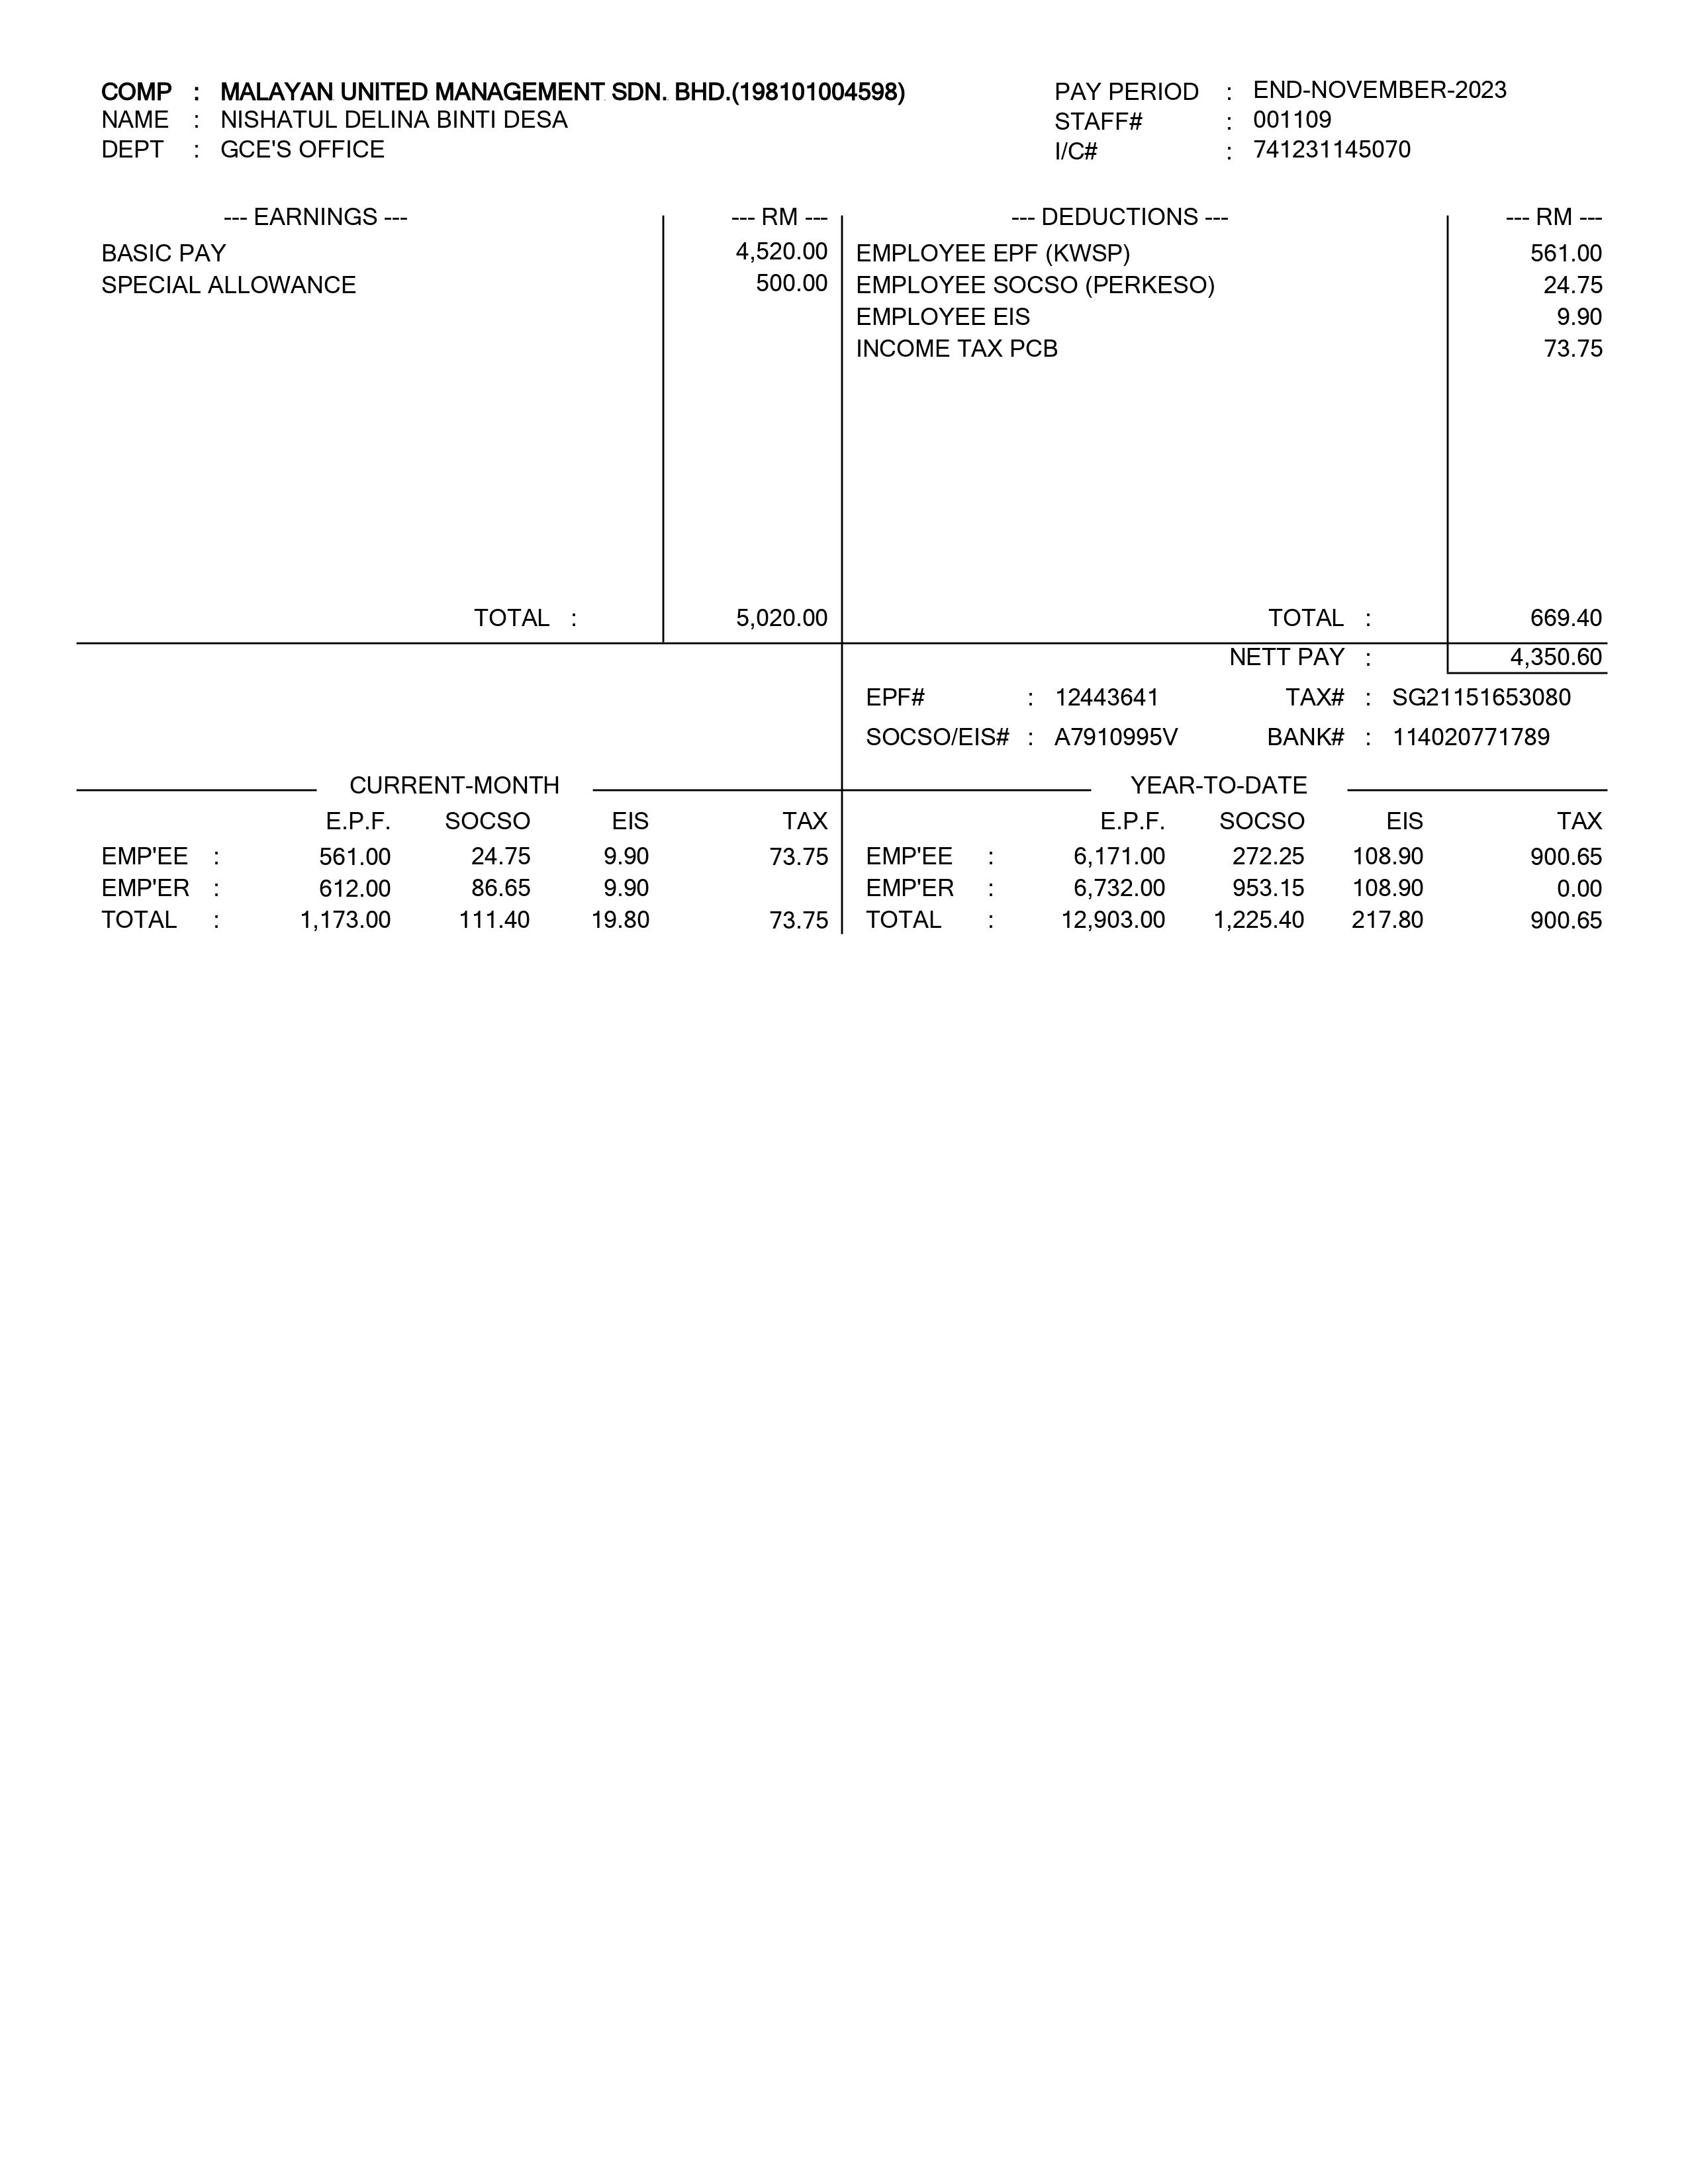 COMP : MALAYAN UNITED MANAGEMENT SDN. BHD.(198101004598) PAY PERIOD : END-NOVEMBER-2023
NAME : NISHATUL DELINA BINTI DESA STAFF# : 001109
DEPT : GCE'S OFFICE I/C# : 741231145070
--- EARNINGS --- --- RM --- --- DEDUCTIONS --- --- RM ---
BASIC PAY 4,520.00 EMPLOYEE EPF (KWSP) 561.00
SPECIAL ALLOWANCE 500.00 EMPLOYEE SOCSO (PERKESO) 24.75
EMPLOYEE EIS 9.90
INCOME TAX PCB 73.75
TOTAL : 5,020.00 TOTAL : 669.40
NETT PAY : 4,350.60
EPF# : 12443641 TAX# : SG21151653080
SOCSO/EIS# : A7910995V BANK# : 114020771789
CURRENT-MONTH YEAR-TO-DATE
E.P.F. SOCSO EIS TAX E.P.F. SOCSO EIS TAX
EMP'EE : 561.00 24.75 9.90 73.75 EMP'EE : 6,171.00 272.25 108.90 900.65
EMP'ER : 612.00 86.65 9.90 EMP'ER : 6,732.00 953.15 108.90 0.00
TOTAL : 1,173.00 111.40 19.80 73.75 TOTAL : 12,903.00 1,225.40 217.80 900.65